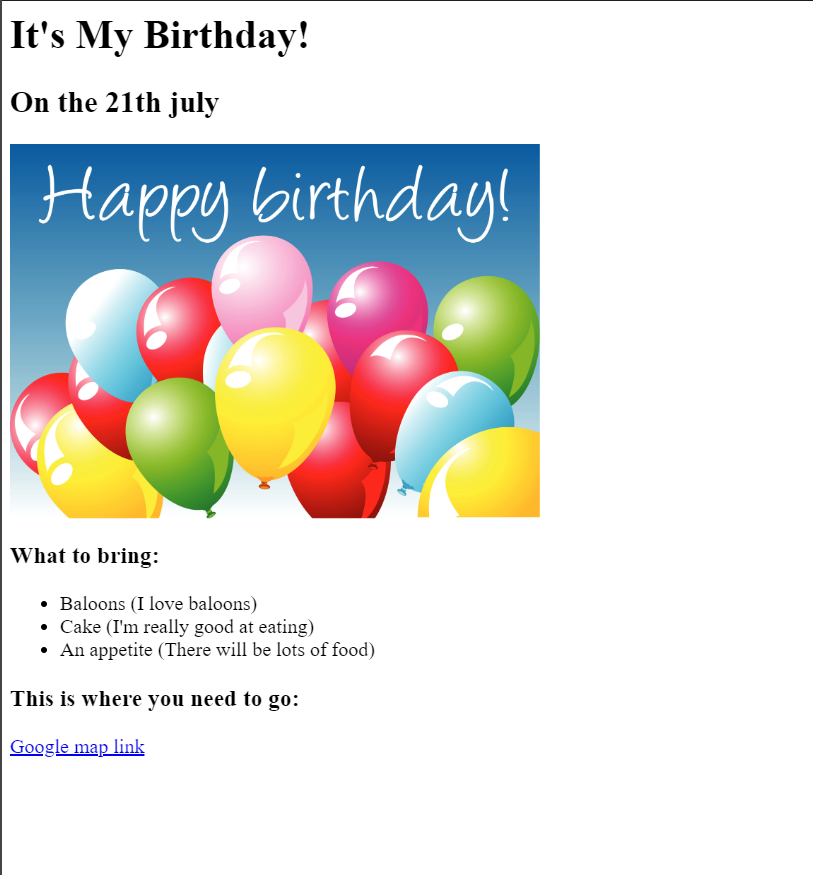 It's My Birthday!
On the 21th july
Happy birthday!
What to bring:
Baloons (I love baloons)
Cake (I'm really good at eating)
An appetite (There will be lots of food)
This is where you need to go:
Google map link